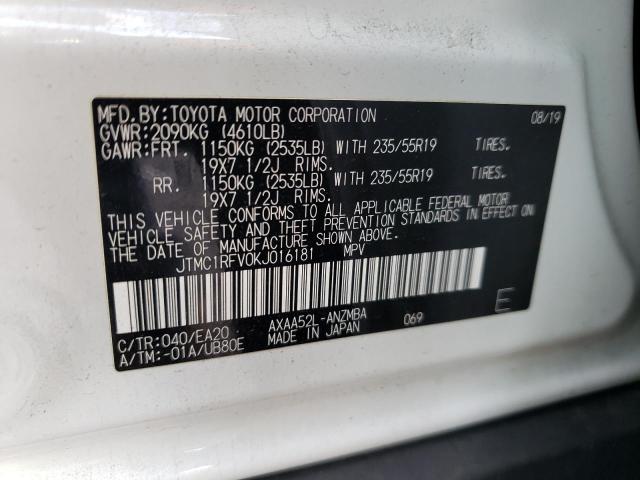 MFD.BY:TOYOTA MOTOR CORPORATION 08/19
GVWR:2090KG (4610LB)
GAWR:FRT. 1150KG (2535LB) WITH 235/55R19 TIRES.
19X7 1/2J RIMS.
RR. 1150KG (2535LB) WITH 235/55R19 TIRES.
19X7 1/2J RIMS.
THIS VEHICLE CONFORMS TO ALL APPLICABLE FEDERAL MOTOR
VEHICLE SAFETY AND THEFT PREVENTION STANDARDS IN EFFECT ON
THE DATE OF MANUFACTURE SHOWN ABOVE.
JTMC1RFV0KJ016181 MPV
C/TR:040/EA20 AXAA52L-ANZMBA 069 E
A/TM:-01A/UB80E MADE IN JAPAN